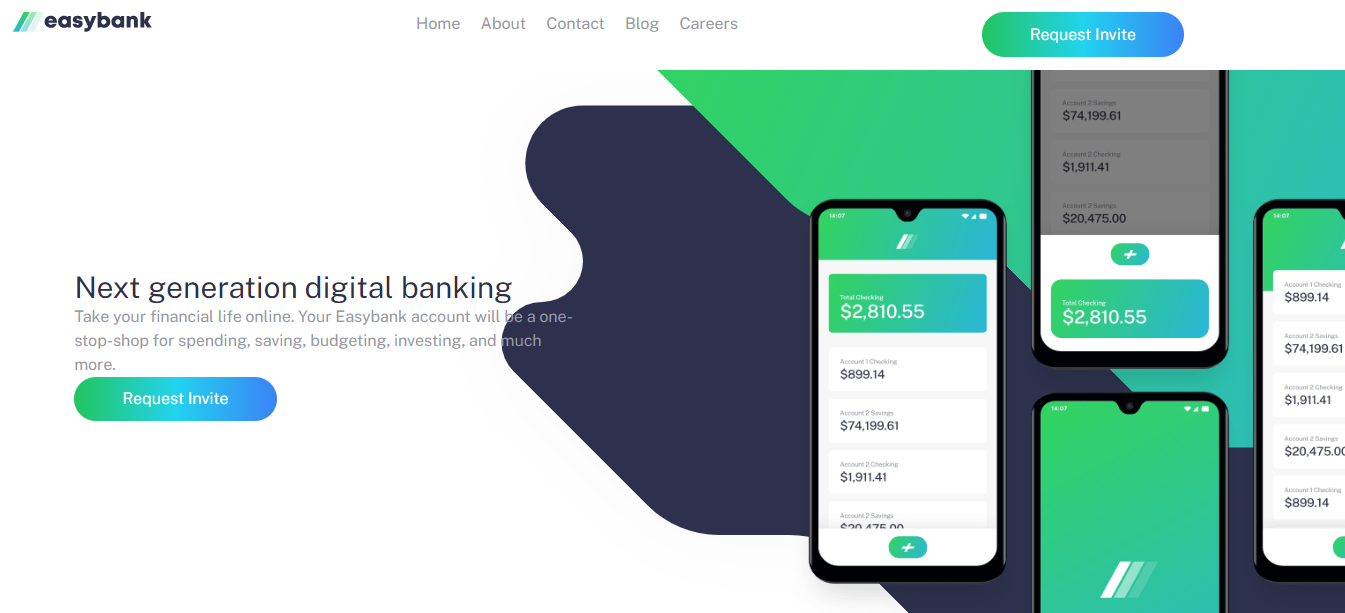 easybank
Home About Contact Blog Careers
Request Invite
Next generation digital banking
Take your financial life online. Your Easybank account will be a one-
stop-shop for spending, saving, budgeting, investing, and much
more.
Request Invite
14:07
Total Checking
$2,810.55
Account 1 Checking
$899.14
Account 2 Savings
$74,199.61
Account 2 Checking
$1,911.41
Account 2 Savings
$20,475.00
Account 2 Savings
$74,199.61
Account 2 Checking
$1,911.41
Account 2 Savings
$20,475.00
Total Checking
$2,810.55
14:07
14:07
Account 1 Checking
$899.14
Account 2 Savings
$74,199.61
Account 2 Checking
$1,911.41
Account 2 Savings
$20,475.00
Account 1 Checking
$899.14